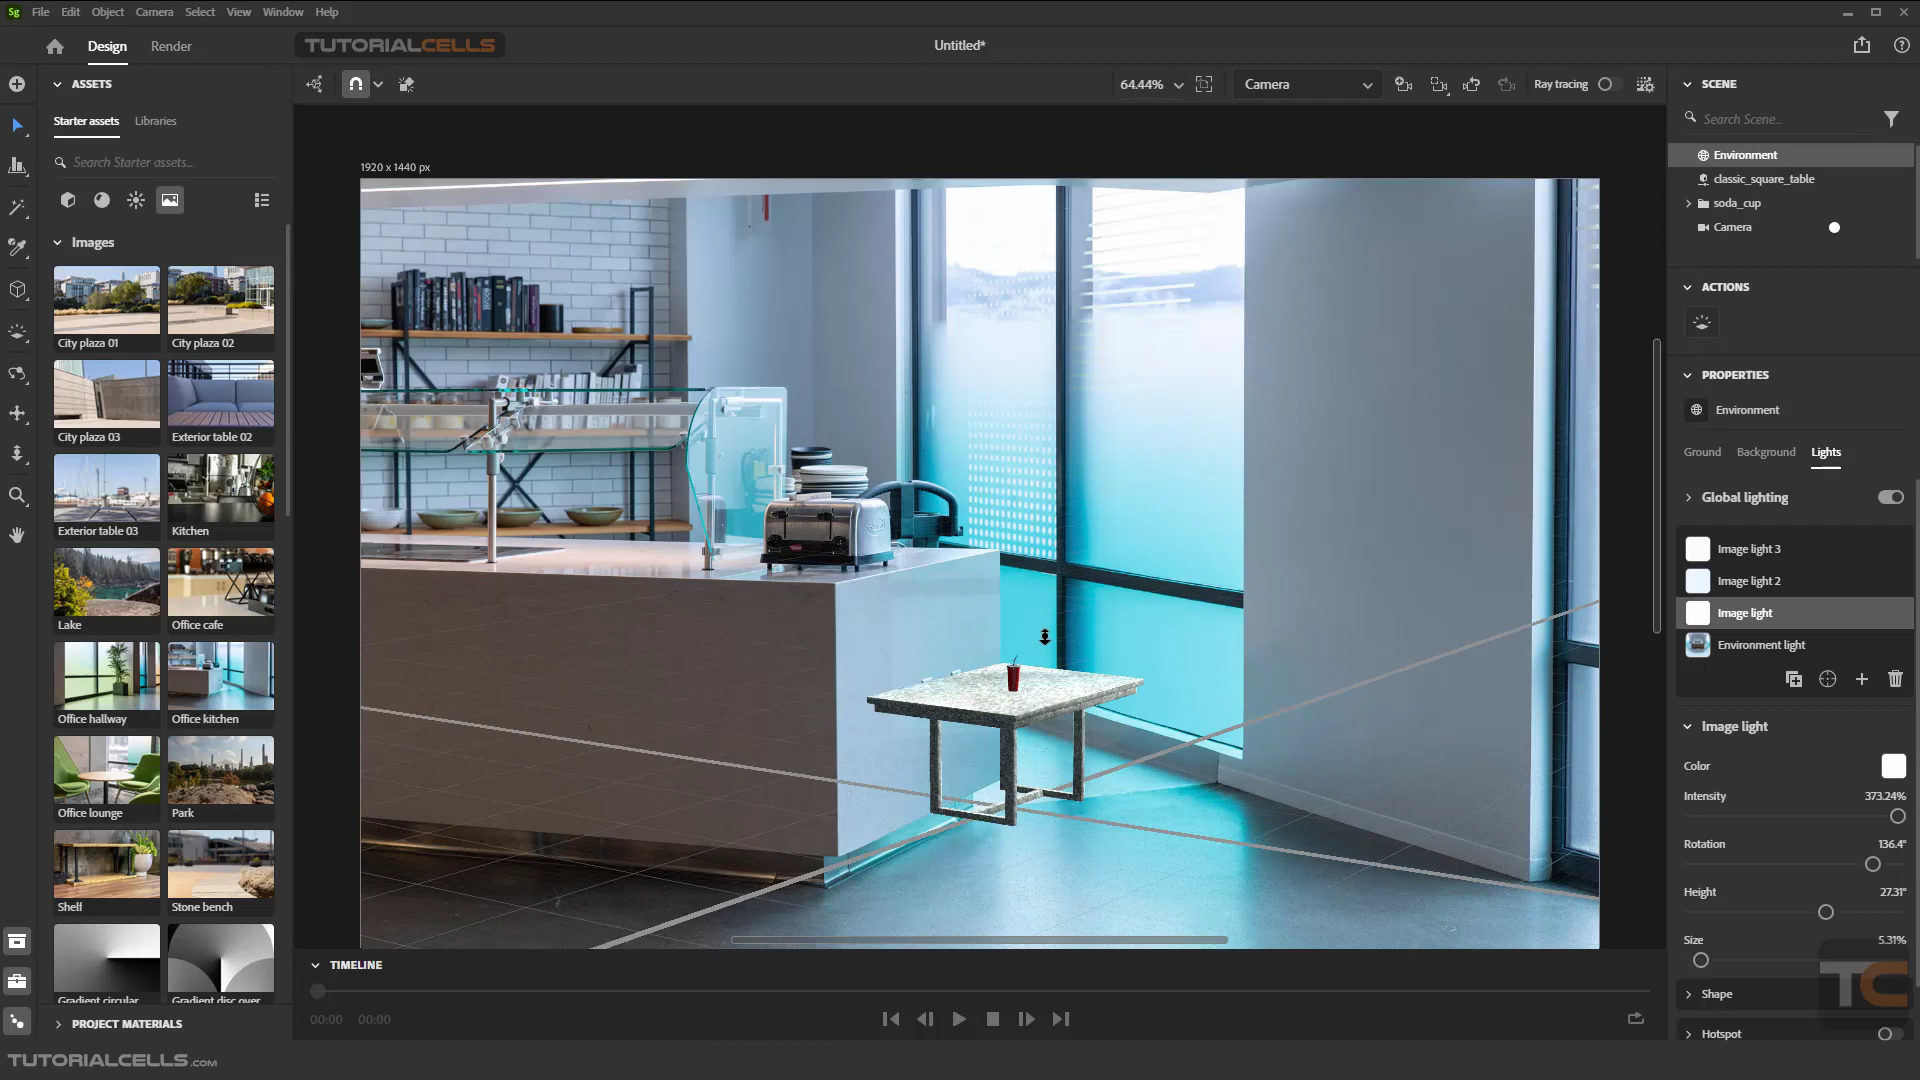 Sg File Edit Object Camera Select View Window Help
Design Render TUTORIALCELLS Untitled*
ASSETS
Starter assets Libraries
Search Starter assets...
Images
City plaza 01 City plaza 02
City plaza 03 Exterior table 02
Exterior table 03 Kitchen
Lake Office cafe
Office hallway Office kitchen
Office lounge Park
Shelf Stone bench
Gradient circular Gradient disc over
PROJECT MATERIALS
64.44% Camera Ray tracing
1920 x 1440 px
TIMELINE
00:00 00:00
SCENE
Search Scene...
Environment
classic_square_table
soda_cup
Camera
ACTIONS
PROPERTIES
Environment
Ground Background Lights
Global lighting
Image light 3
Image light 2
Image light
Environment light
Image light
Color
Intensity 373.24%
Rotation 136.4°
Height 27.31°
Size 5.31%
Shape
Hotspot
TC
TUTORIALCELLS.COM